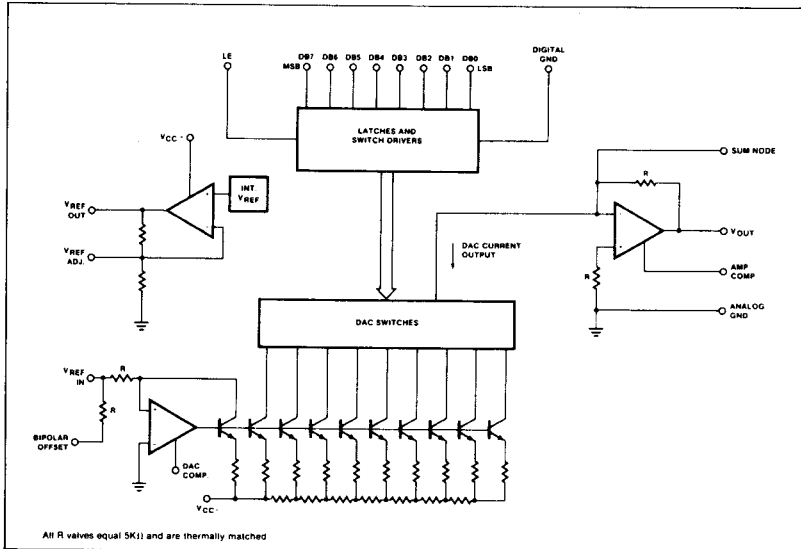 LE
DB7 DB6 DB5 DB4 DB3 DB2 DB1 DB0
MSB
LSB
DIGITAL
GND
LATCHES AND
SWITCH DRIVERS
VCC -
INT.
VREF
VREF
OUT
VREF
ADJ.
SUM NODE
R
VOUT
AMP
COMP
R
ANALOG
GND
DAC CURRENT
OUTPUT
DAC SWITCHES
VREF
IN
R
R
BIPOLAR
OFFSET
DAC
COMP.
VCC -
All R valves equal 5KΩ and are thermally matched